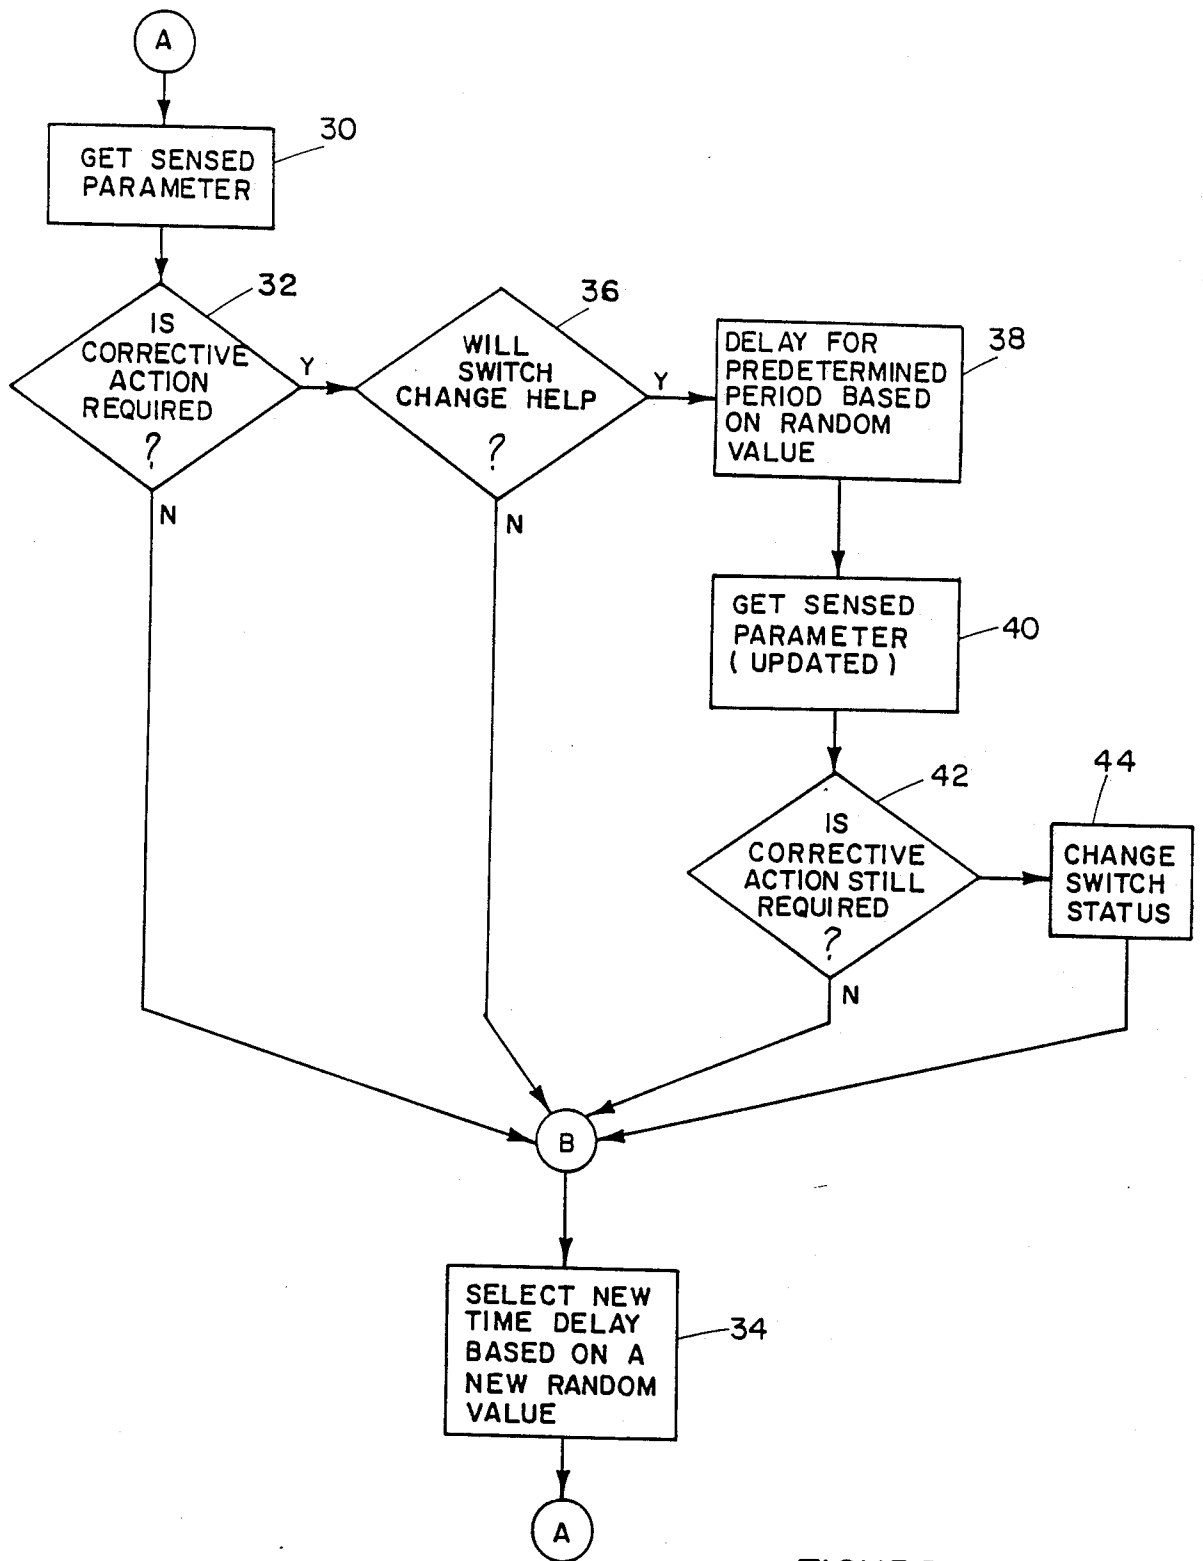 A
30
GET SENSED
PARAMETER
32
IS
CORRECTIVE
ACTION
REQUIRED
?
Y
N
36
WILL
SWITCH
CHANGE HELP
?
Y
N
38
DELAY FOR
PREDETERMINED
PERIOD BASED
ON RANDOM
VALUE
GET SENSED
PARAMETER
(UPDATED)
40
42
IS
CORRECTIVE
ACTION STILL
REQUIRED
?
N
44
CHANGE
SWITCH
STATUS
B
SELECT NEW
TIME DELAY
BASED ON A
NEW RANDOM
VALUE
34
A